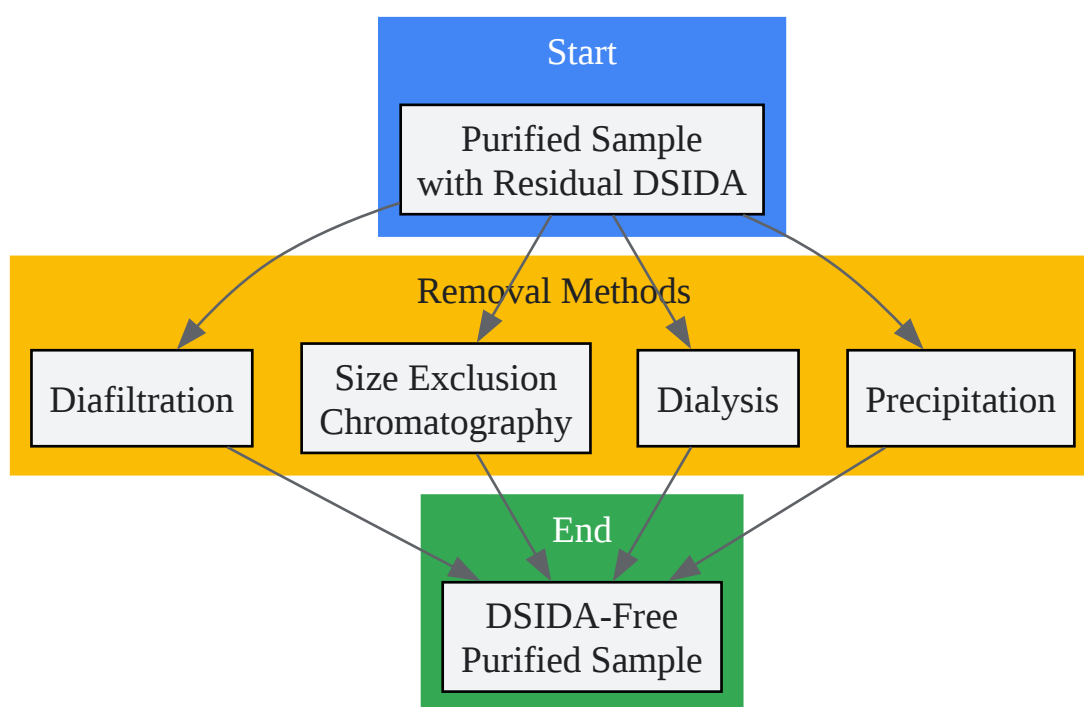 Start
Purified Sample
with Residual DSIDA
Removal Methods
Diafiltration
Size Exclusion
Chromatography
Dialysis
Precipitation
End
DSIDA-Free
Purified Sample